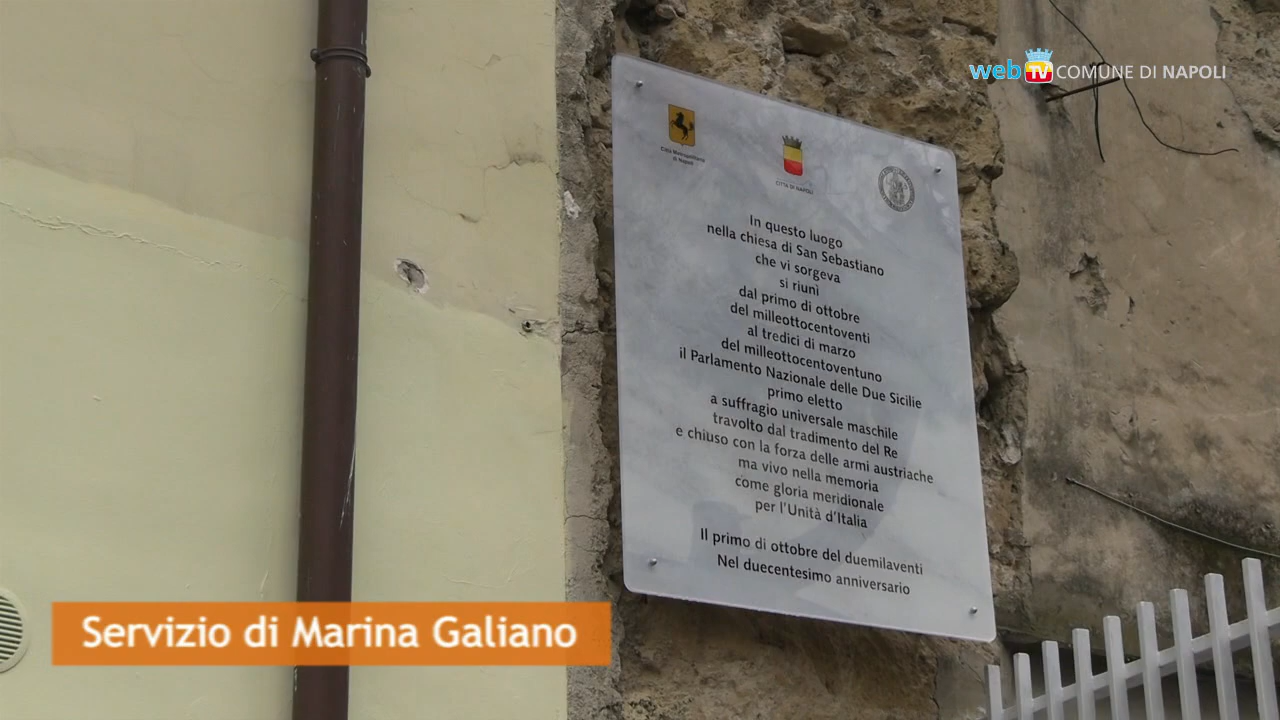 web TV COMUNE DI NAPOLI
Città Metropolitana
di Napoli
CITTÀ DI NAPOLI
In questo luogo
nella chiesa di San Sebastiano
che vi sorgeva
si riunì
dal primo di ottobre
del milleottocentoventi
al tredici di marzo
del milleottocentoventuno
il Parlamento Nazionale delle Due Sicilie
primo eletto
a suffragio universale maschile
travolto dal tradimento del Re
e chiuso con la forza delle armi austriache
ma vivo nella memoria
come gloria meridionale
per l'Unità d'Italia
Il primo di ottobre del duemilaventi
Nel duecentesimo anniversario
Servizio di Marina Galiano